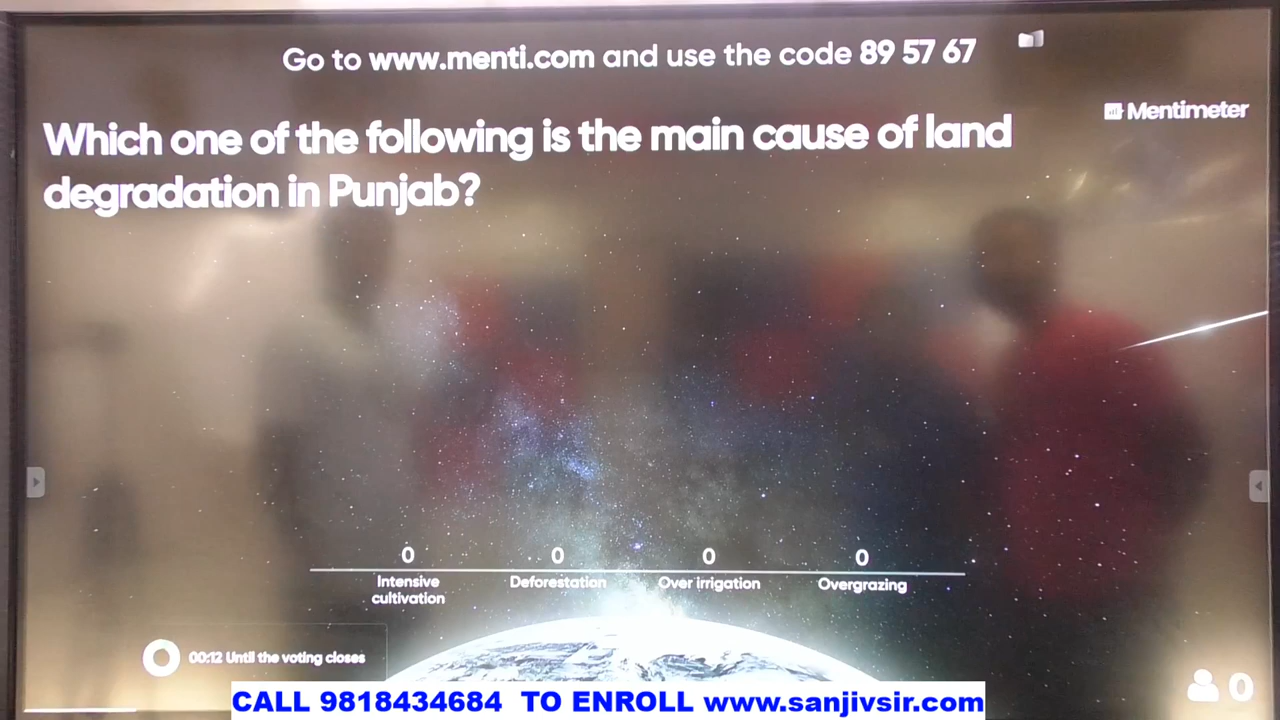 Go to www.menti.com and use the code 89 57 67
Mentimeter
Which one of the following is the main cause of land
degradation in Punjab?
0 0 0 0
Intensive Deforestation Over irrigation Overgrazing
cultivation
00:12 Until the voting closes
0
CALL 9818434684 TO ENROLL www.sanjivsir.com